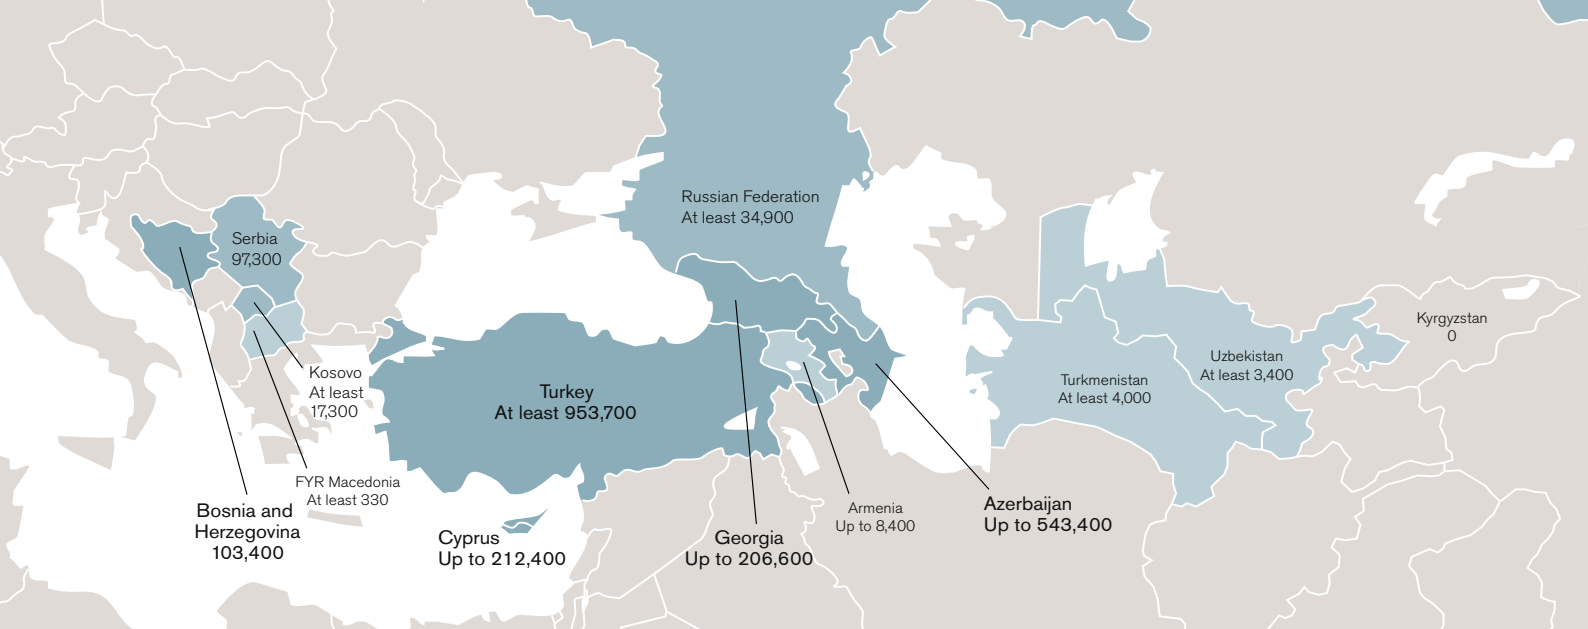 Russian Federation
At least 34,900
Serbia
97,300
Kosovo
At least
17,300
FYR Macedonia
At least 330
Bosnia and
Herzegovina
103,400
Turkey
At least 953,700
Cyprus
Up to 212,400
Georgia
Up to 206,600
Armenia
Up to 8,400
Azerbaijan
Up to 543,400
Turkmenistan
At least 4,000
Uzbekistan
At least 3,400
Kyrgyzstan
0